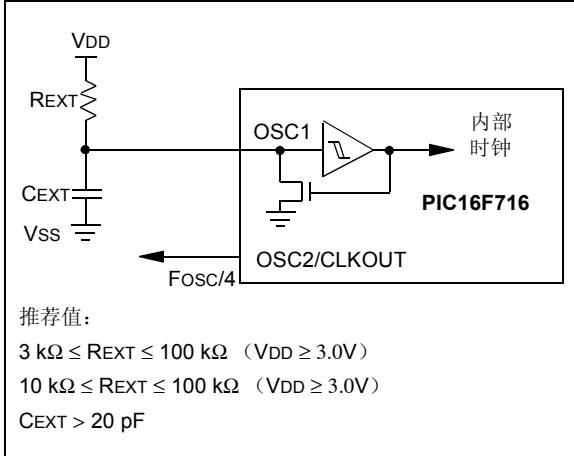 VDD
REXT
OSC1
内部
时钟
CEXT
PIC16F716
VSS
OSC2/CLKOUT
FOSC/4
推荐值：
3 kΩ ≤ REXT ≤ 100 kΩ （VDD ≥ 3.0V）
10 kΩ ≤ REXT ≤ 100 kΩ （VDD ≥ 3.0V）
CEXT > 20 pF